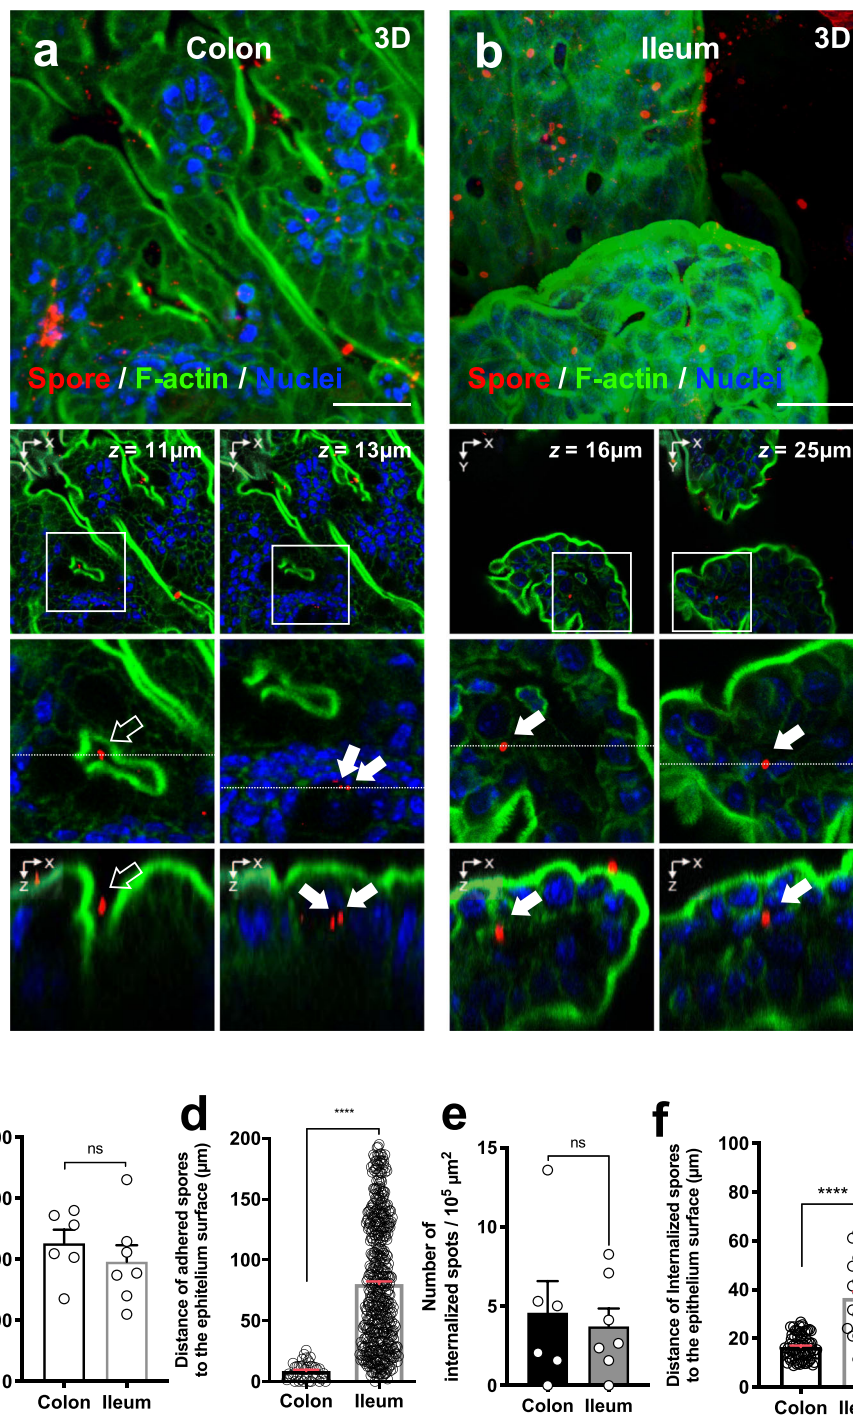 a
Colon
3D
Spore / F-actin / Nuclei
b
Ileum
3D
Spore / F-actin / Nuclei
X
Y
z = 11µm
z = 13µm
X
Y
z = 16µm
X
Y
z = 25µm
X
Z
X
Z
X
Z
X
Z
ns
0
Colon
Ileum
d
Distance of adhered spores
to the ephitelium surface (µm)
200
150
100
50
0
****
Colon
Ileum
e
Number of
internalized spots / 10⁵ µm²
15
10
5
0
ns
Colon
Ileum
f
Distance of Internalized spores
to the epithelium surface (µm)
100
80
60
40
20
0
****
Colon